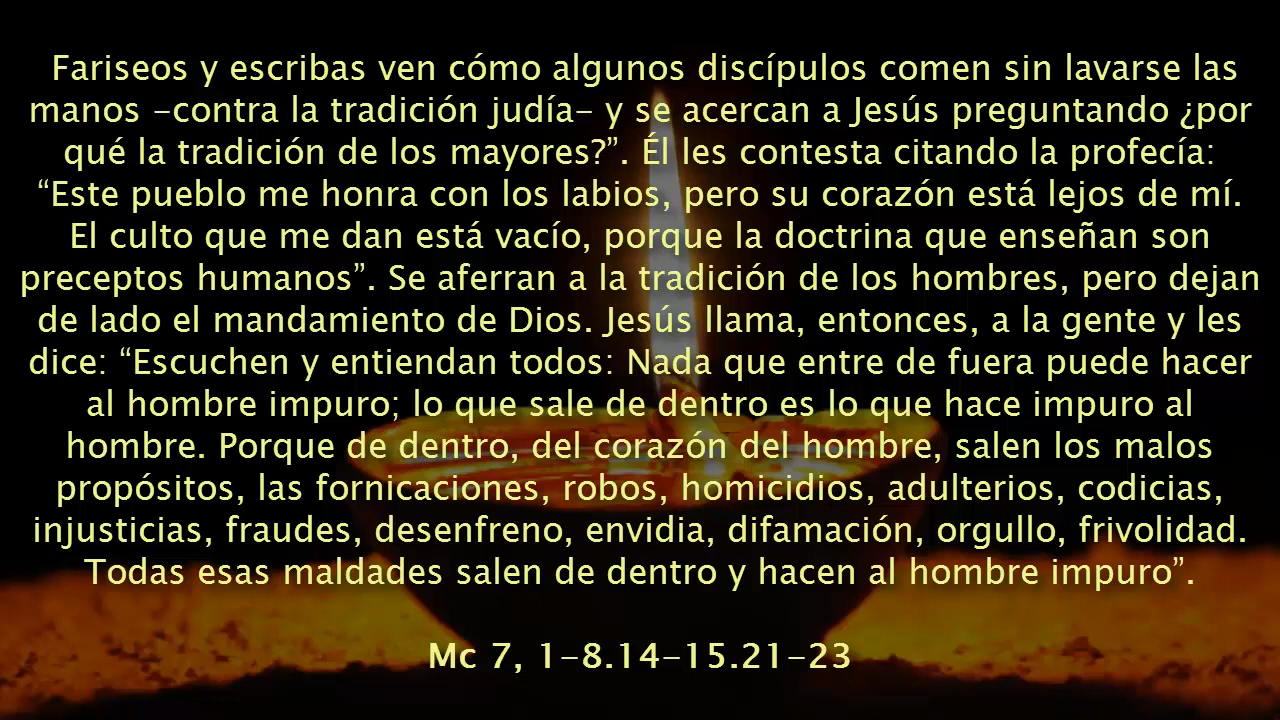 Fariseos y escribas ven cómo algunos discípulos comen sin lavarse las
manos –contra la tradición judía– y se acercan a Jesús preguntando ¿por
qué la tradición de los mayores?”. Él les contesta citando la profecía:
“Este pueblo me honra con los labios, pero su corazón está lejos de mí.
El culto que me dan está vacío, porque la doctrina que enseñan son
preceptos humanos”. Se aferran a la tradición de los hombres, pero dejan
de lado el mandamiento de Dios. Jesús llama, entonces, a la gente y les
dice: “Escuchen y entiendan todos: Nada que entre de fuera puede hacer
al hombre impuro; lo que sale de dentro es lo que hace impuro al
hombre. Porque de dentro, del corazón del hombre, salen los malos
propósitos, las fornicaciones, robos, homicidios, adulterios, codicias,
injusticias, fraudes, desenfreno, envidia, difamación, orgullo, frivolidad.
Todas esas maldades salen de dentro y hacen al hombre impuro”.
Mc 7, 1–8.14–15.21–23